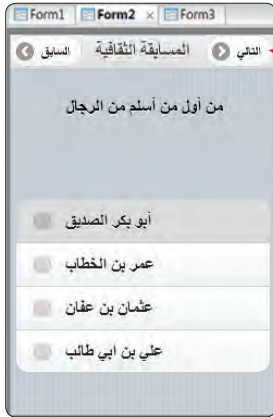 Form1 Form2 × Form3
التالي المسابقة الثقافية السابق
من أول من أسلم من الرجال
أبو بكر الصديق
عمر بن الخطاب
عثمان بن عفان
علي بن ابي طالب